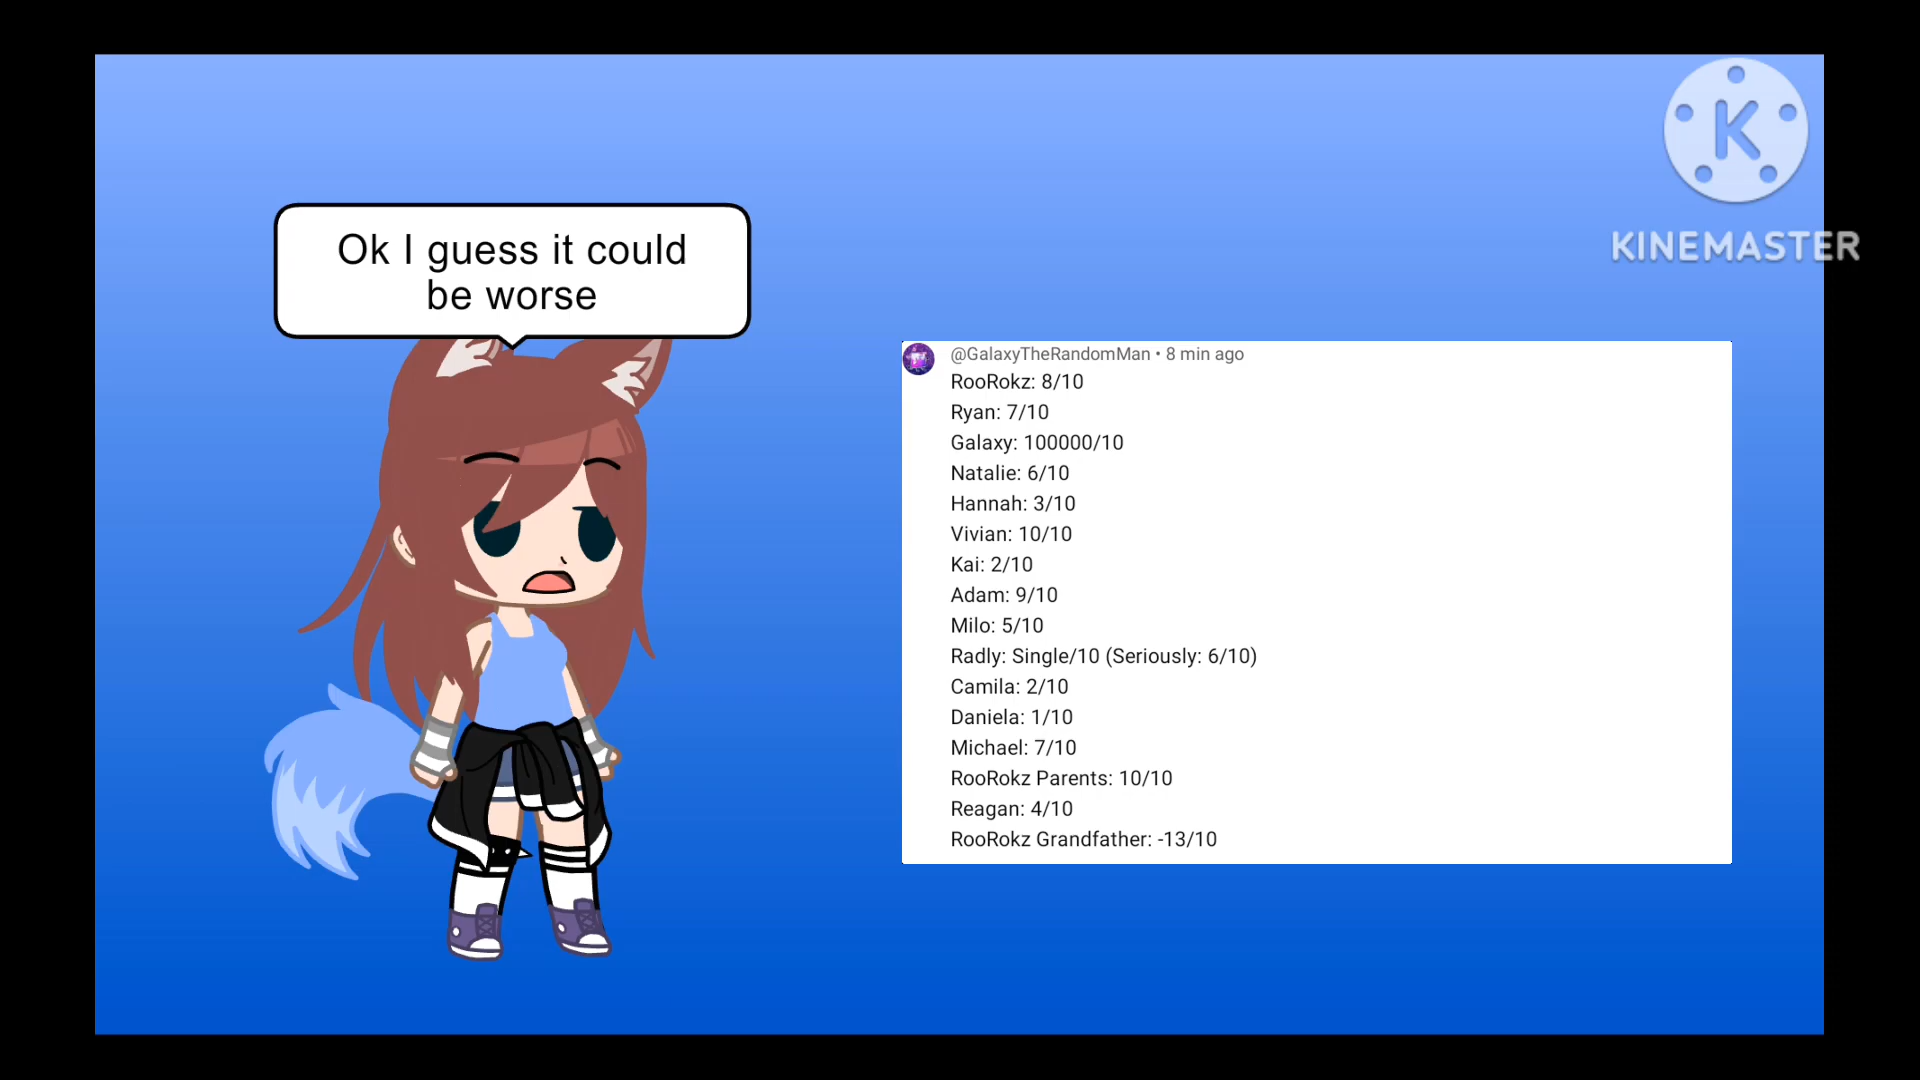 K
KINEMASTER
Ok I guess it could
be worse
@GalaxyTheRandomMan • 8 min ago
RooRokz: 8/10
Ryan: 7/10
Galaxy: 100000/10
Natalie: 6/10
Hannah: 3/10
Vivian: 10/10
Kai: 2/10
Adam: 9/10
Milo: 5/10
Radly: Single/10 (Seriously: 6/10)
Camila: 2/10
Daniela: 1/10
Michael: 7/10
RooRokz Parents: 10/10
Reagan: 4/10
RooRokz Grandfather: -13/10